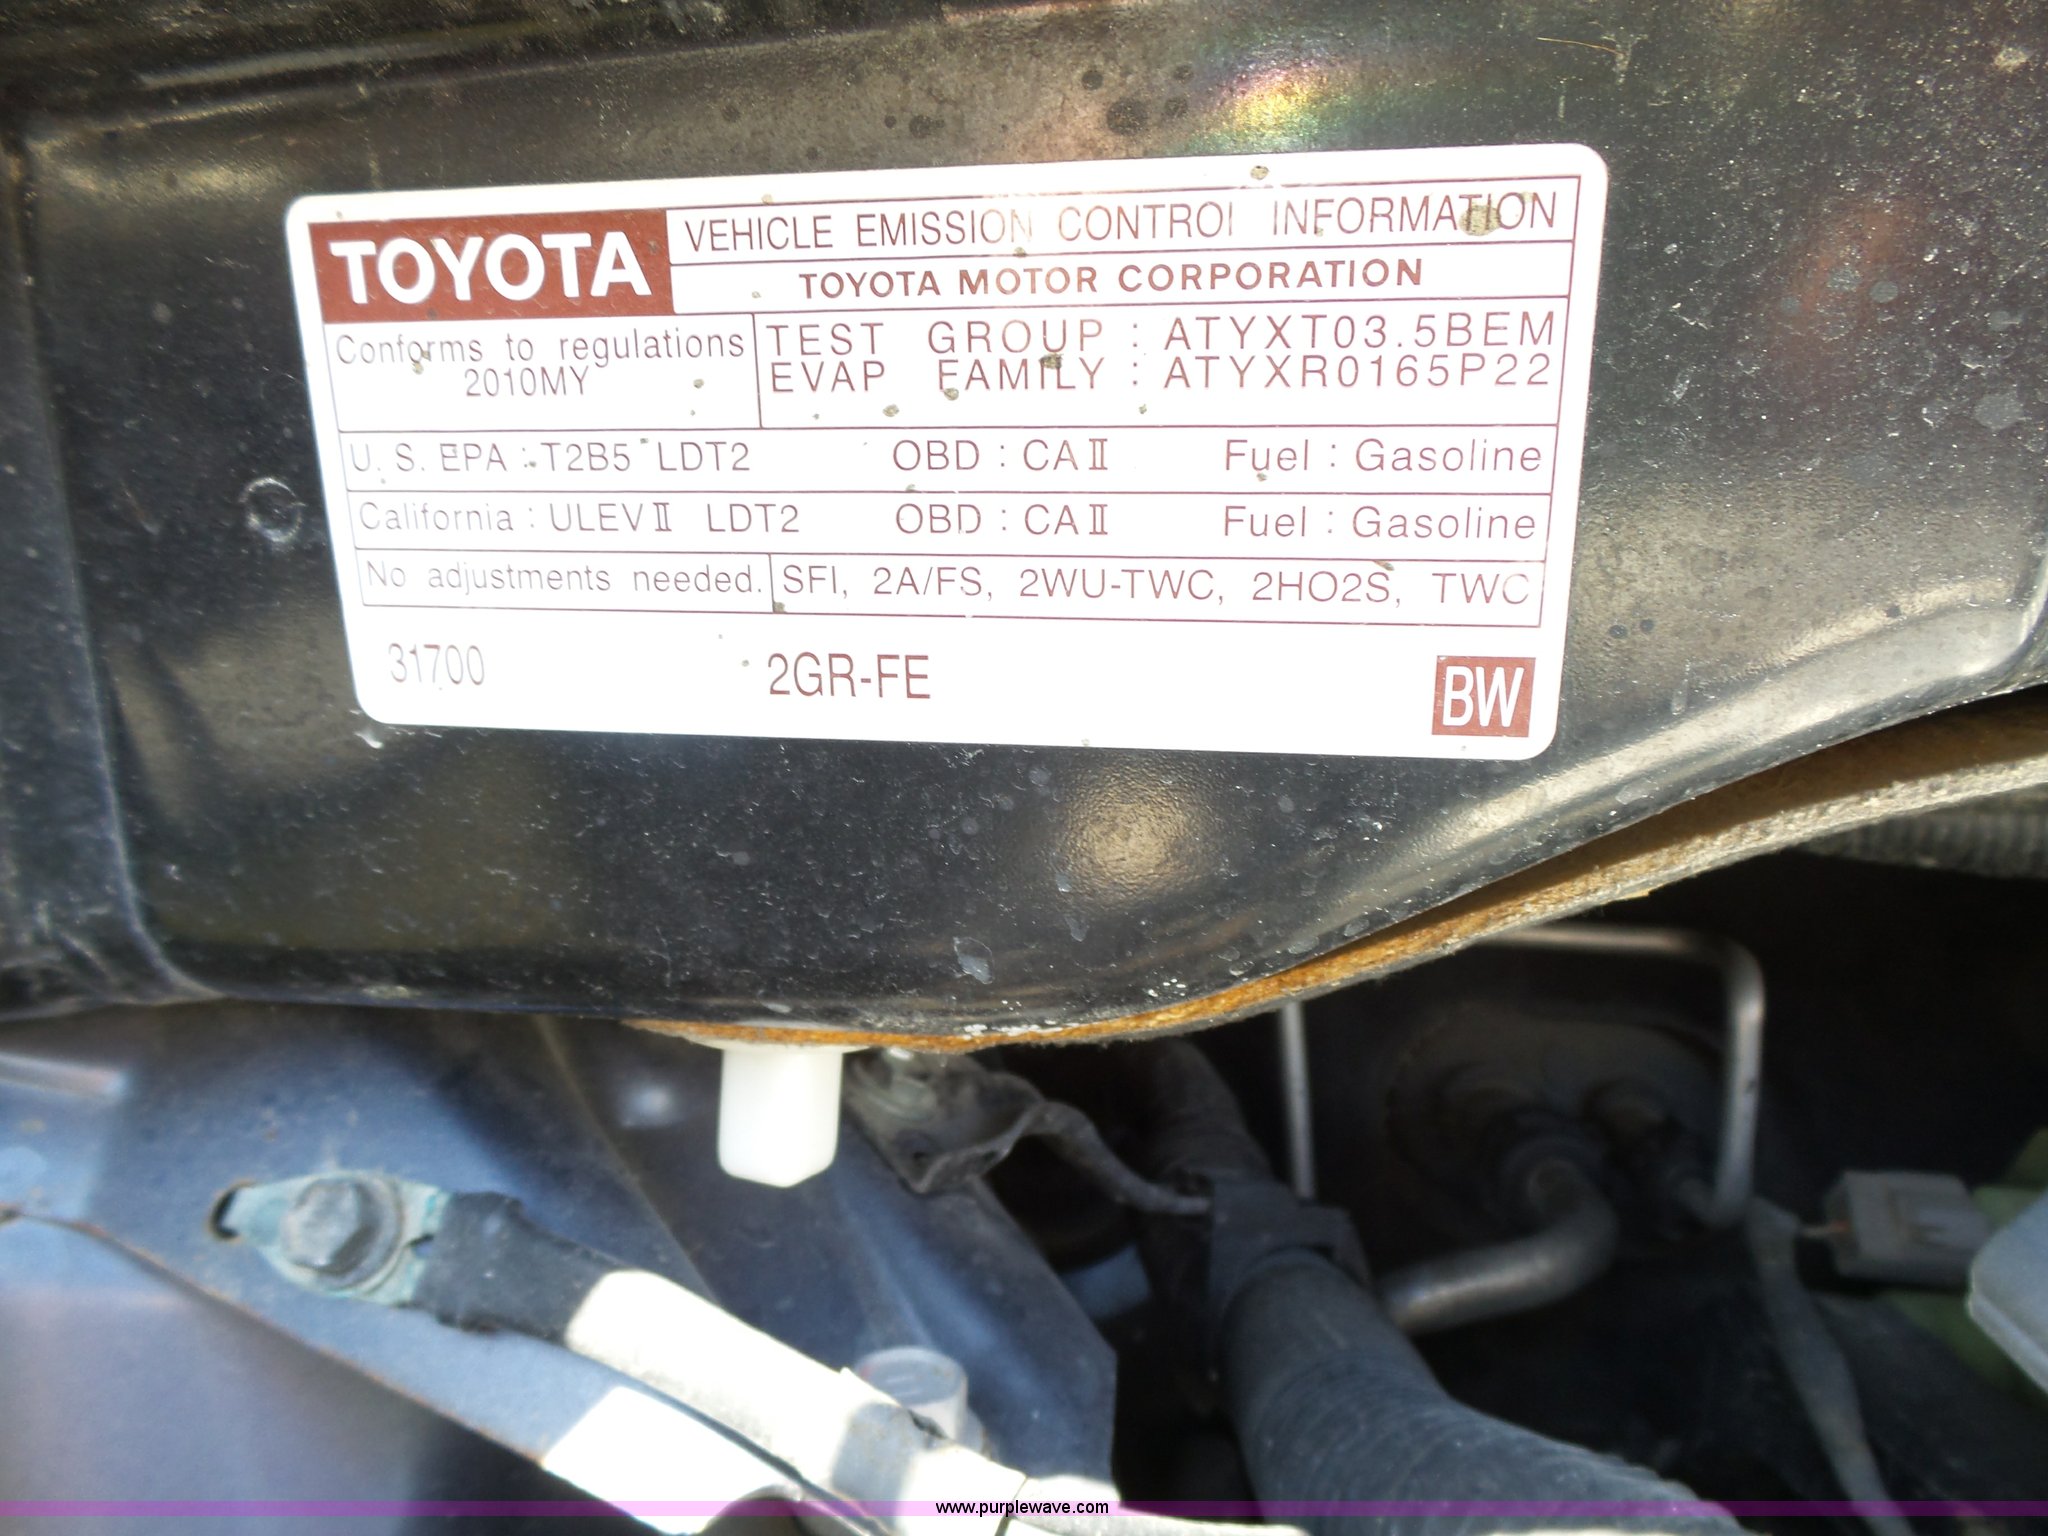 TOYOTA
VEHICLE EMISSION CONTROL INFORMATION
TOYOTA MOTOR CORPORATION
Conforms to regulations
2010MY
TEST GROUP : ATYXT03.5BEM
EVAP FAMILY : ATYXR0165P22
U.S. EPA : T2B5 LDT2 OBD : CAⅡ Fuel : Gasoline
California : ULEVⅡ LDT2 OBD : CAⅡ Fuel : Gasoline
No adjustments needed. SFI, 2A/FS, 2WU-TWC, 2HO2S, TWC
31700 2GR-FE BW
www.purplewave.com